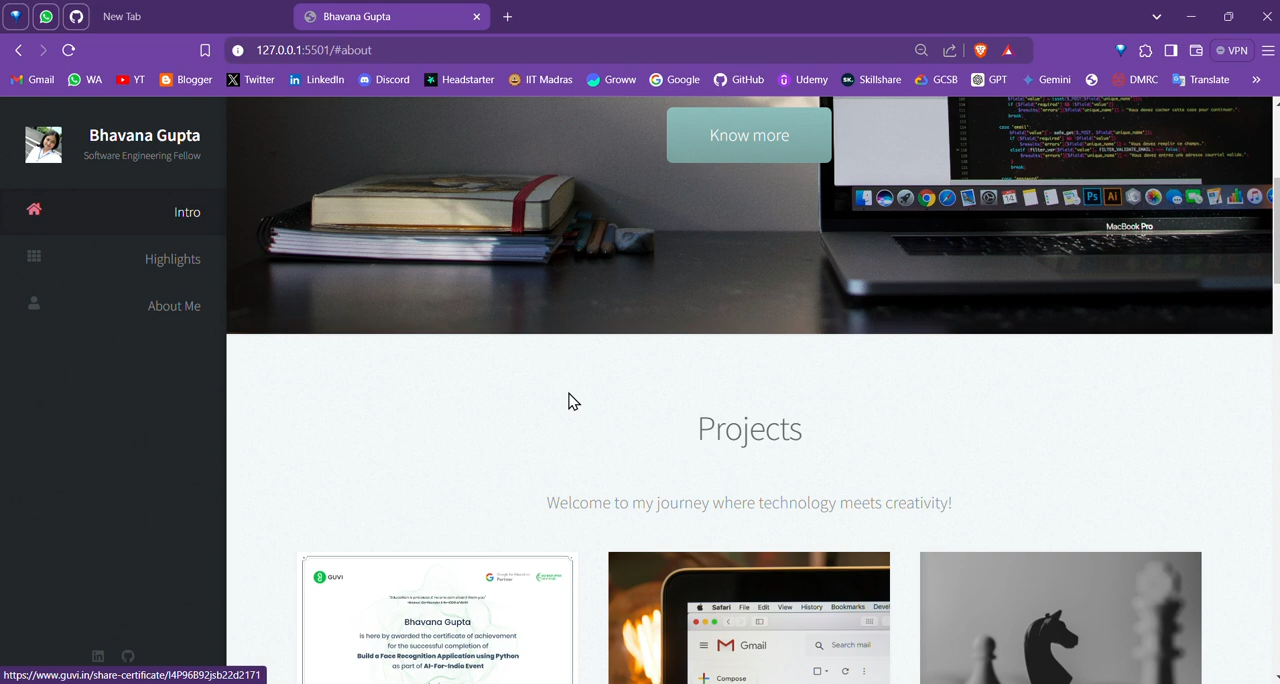 New Tab
Bhavana Gupta
127.0.0.1:5501/#about
VPN
Gmail WA YT Blogger Twitter LinkedIn Discord Headstarter IIT Madras Groww Google GitHub Udemy Skillshare GCSB GPT Gemini DMRC Translate
Bhavana Gupta
Software Engineering Fellow
Intro
Highlights
About Me
Know more
MacBook Pro
Projects
Welcome to my journey where technology meets creativity!
GUVI
Bhavana Gupta
is here by awarded the certificate of achievement
for the successful completion of
Build a Face Recognition Application using Python
as part of AI-For-India Event
Safari File Edit View History Bookmarks
Gmail
Search mail
Compose
https://www.guvi.in/share-certificate/l4P96B92jsb22d2171